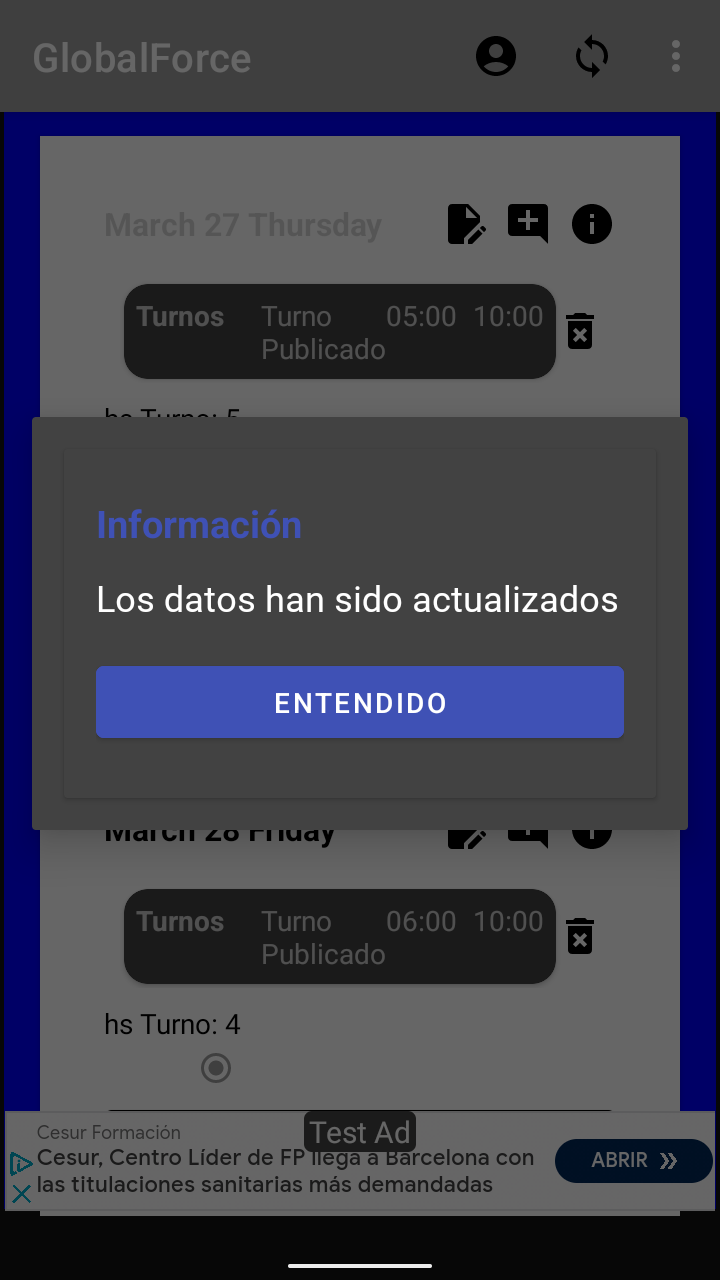 GlobalForce
March 27 Thursday
Turnos Turno 05:00 10:00
Publicado
hs Turno: 5
Información
Los datos han sido actualizados
ENTENDIDO
March 28 Friday
Turnos Turno 06:00 10:00
Publicado
hs Turno: 4
Test Ad
Cesur Formación
Cesur, Centro Líder de FP llega a Barcelona con
las titulaciones sanitarias más demandadas
ABRIR